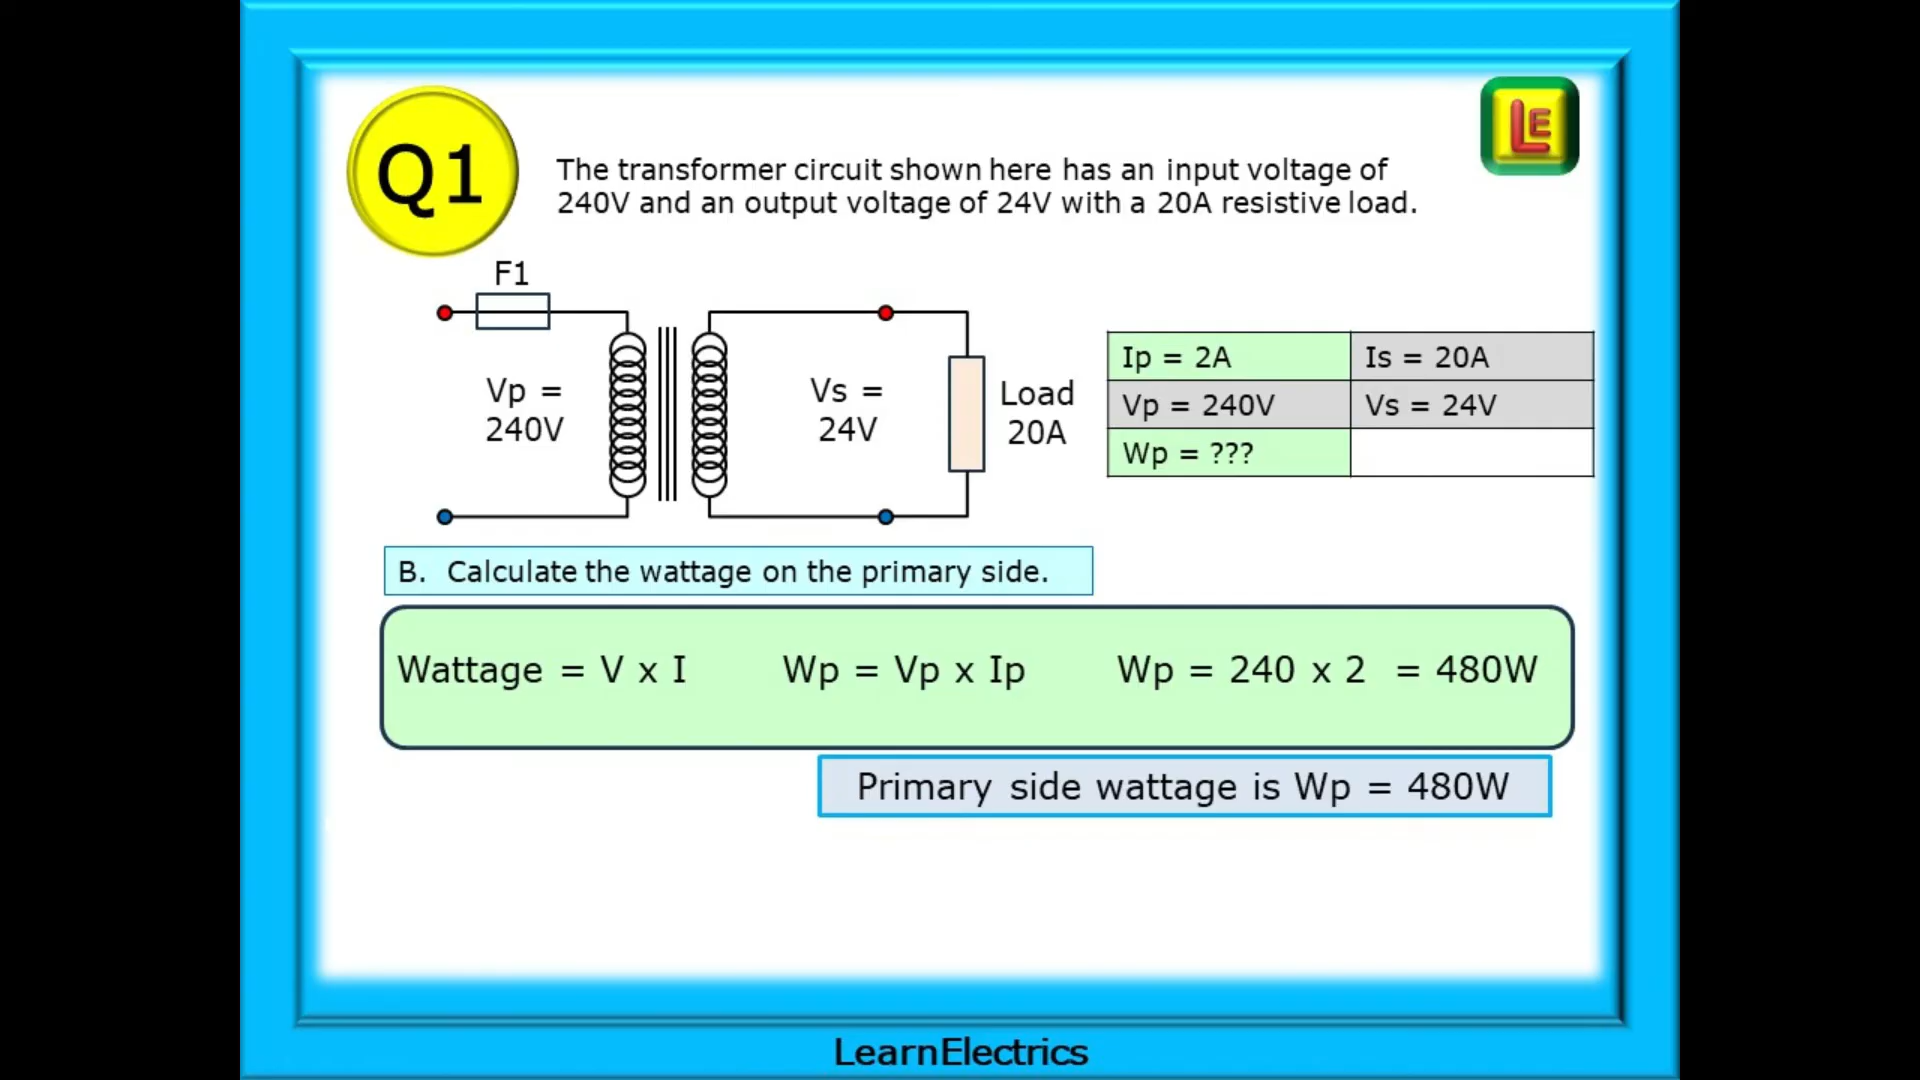 Q1
LE
The transformer circuit shown here has an input voltage of
240V and an output voltage of 24V with a 20A resistive load.
F1
Vp =
240V
Vs =
24V
Load
20A
Ip = 2A
Is = 20A
Vp = 240V
Vs = 24V
Wp = ???
B. Calculate the wattage on the primary side.
Wattage = V x I
Wp = Vp x Ip
Wp = 240 x 2 = 480W
Primary side wattage is Wp = 480W
LearnElectrics